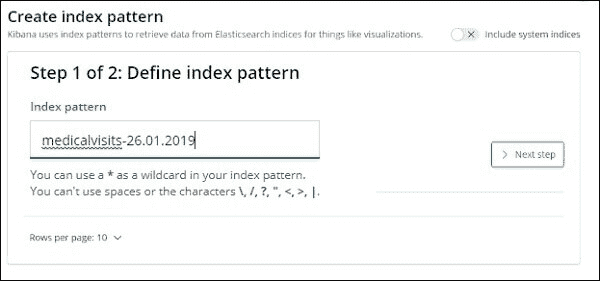 Create index pattern
Kibana uses index patterns to retrieve data from Elasticsearch indices for things like visualizations.
Include system indices
Step 1 of 2: Define index pattern
Index pattern
medicalvisits-26.01.2019
> Next step
You can use a * as a wildcard in your index pattern.
You can't use spaces or the characters \, /, ?, ", <, >, |.
Rows per page: 10